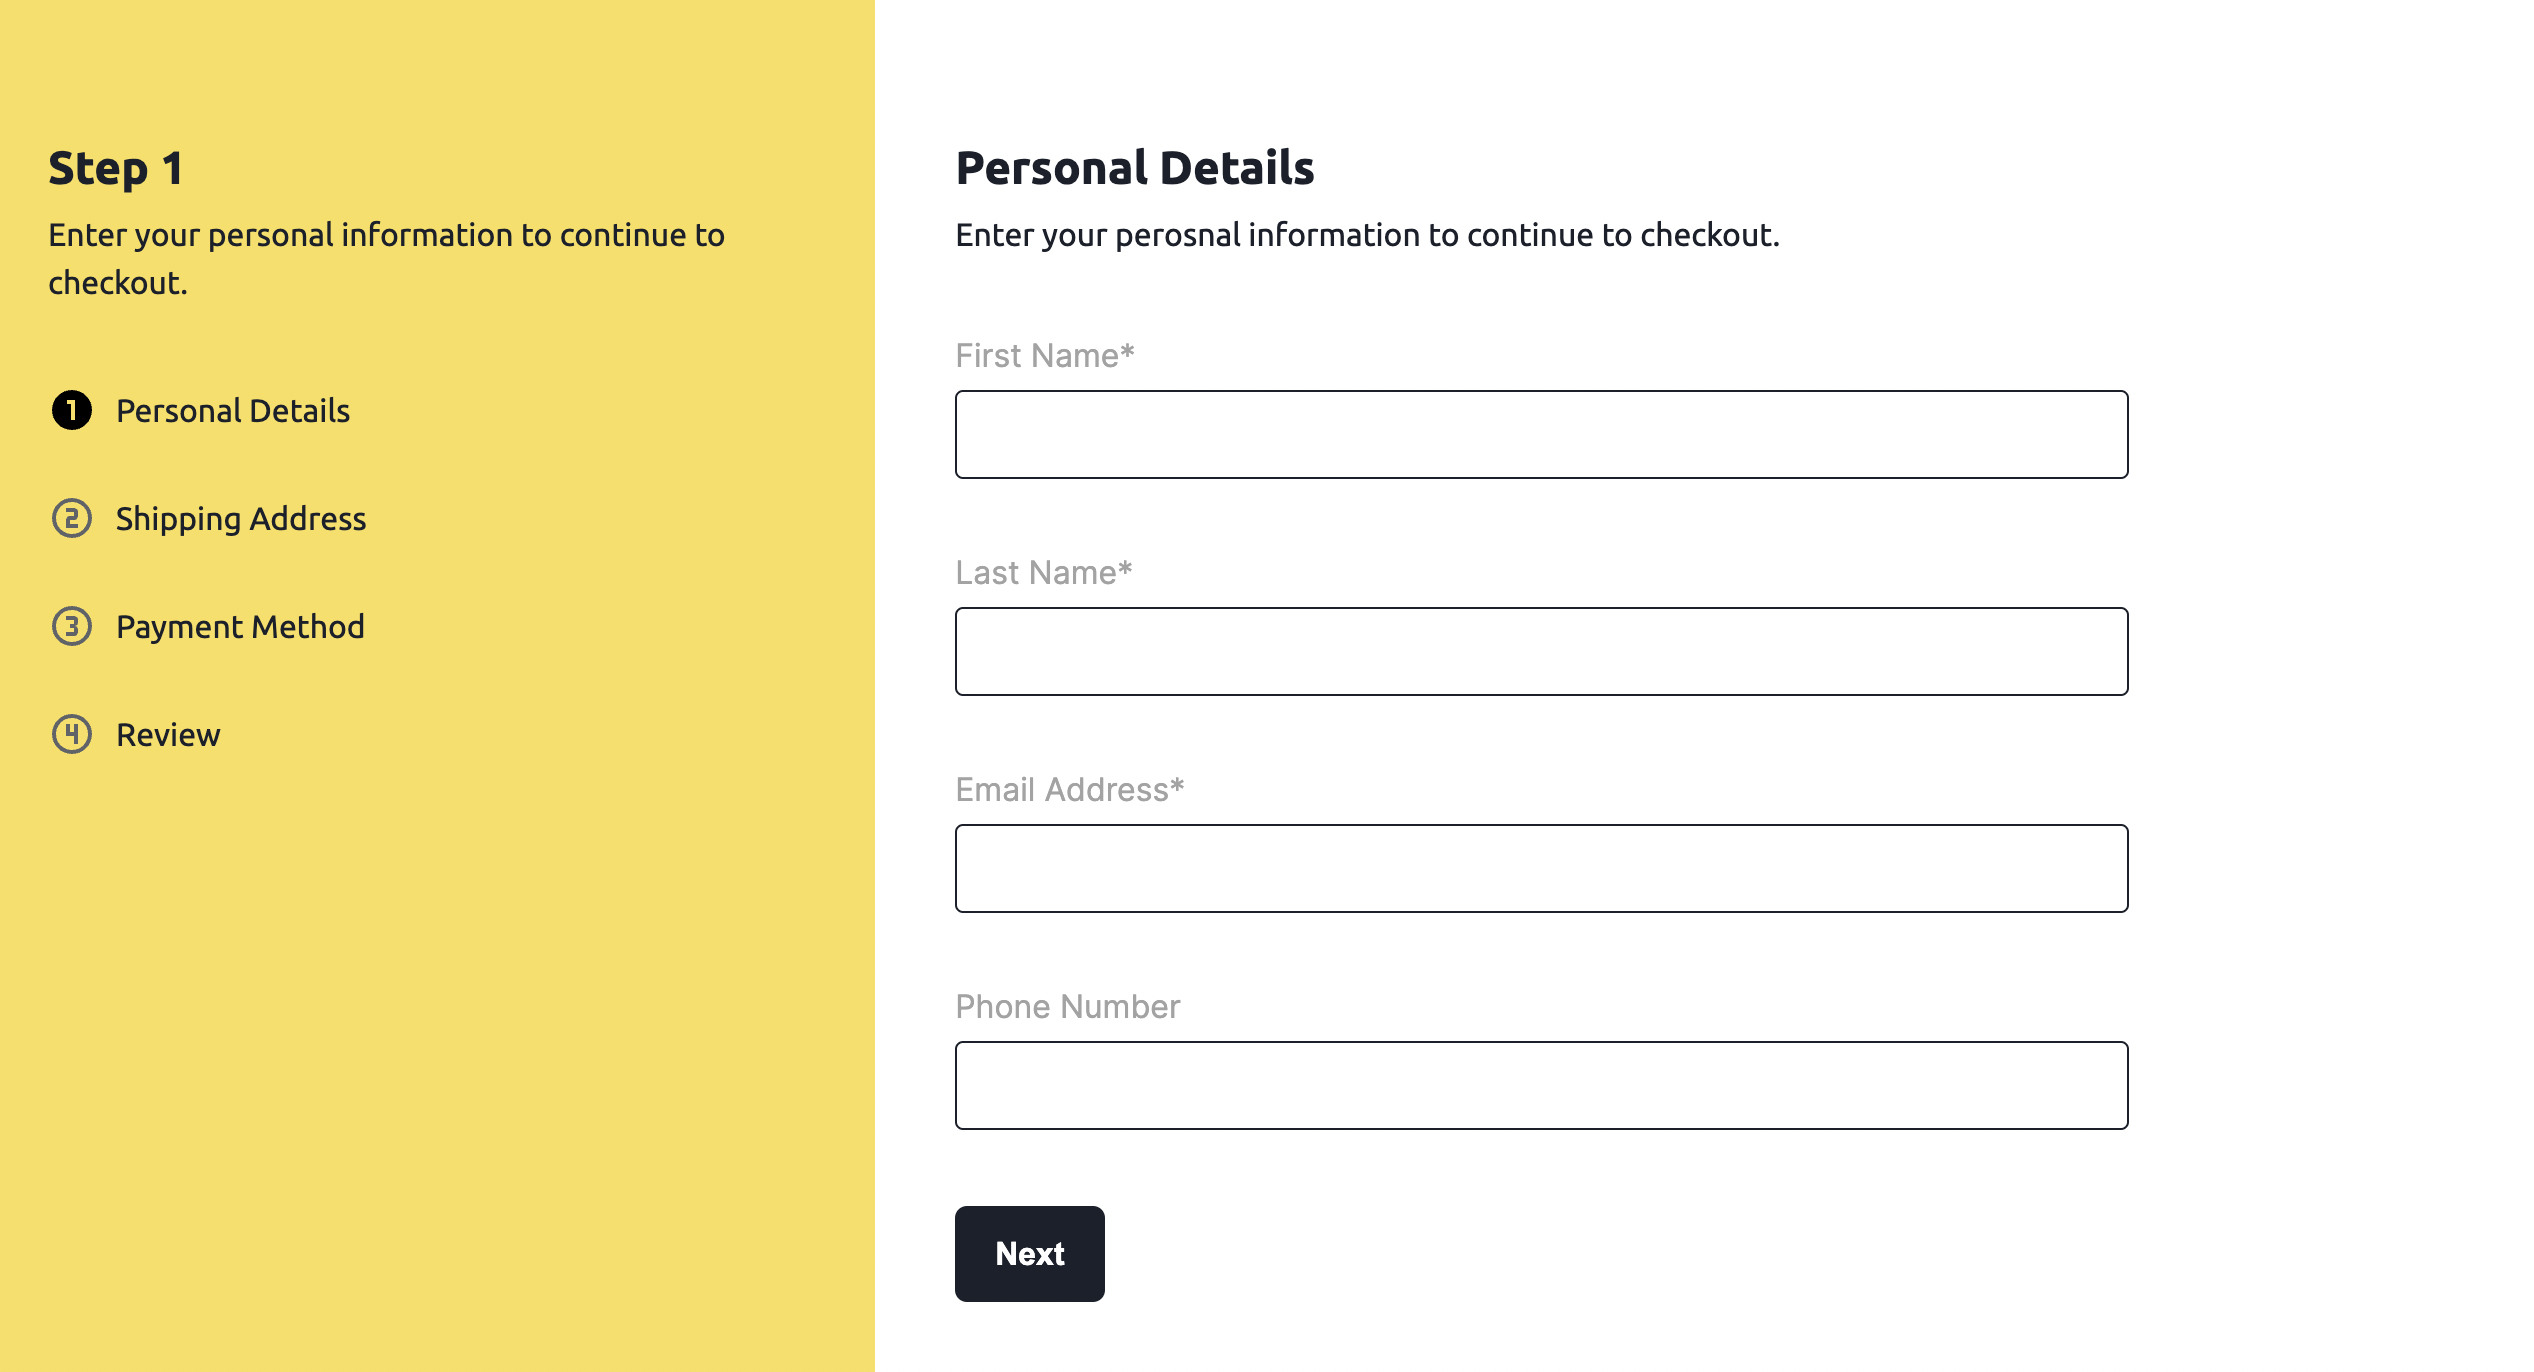 Step 1
Enter your personal information to continue to
checkout.
1 Personal Details
2 Shipping Address
3 Payment Method
4 Review
Personal Details
Enter your perosnal information to continue to checkout.
First Name*
Last Name*
Email Address*
Phone Number
Next